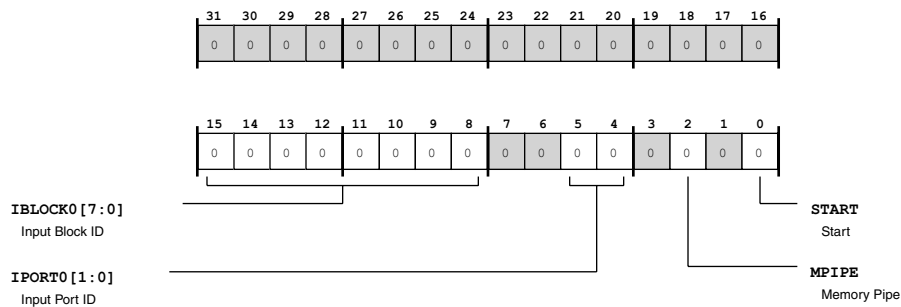 31 30 29 28 27 26 25 24 23 22 21 20 19 18 17 16
0 0 0 0 0 0 0 0 0 0 0 0 0 0 0 0
15 14 13 12 11 10 9 8 7 6 5 4 3 2 1 0
0 0 0 0 0 0 0 0 0 0 0 0 0 0 0 0
IBLOCK0[7:0]
Input Block ID
IPORT0[1:0]
Input Port ID
START
Start
MPIPE
Memory Pipe